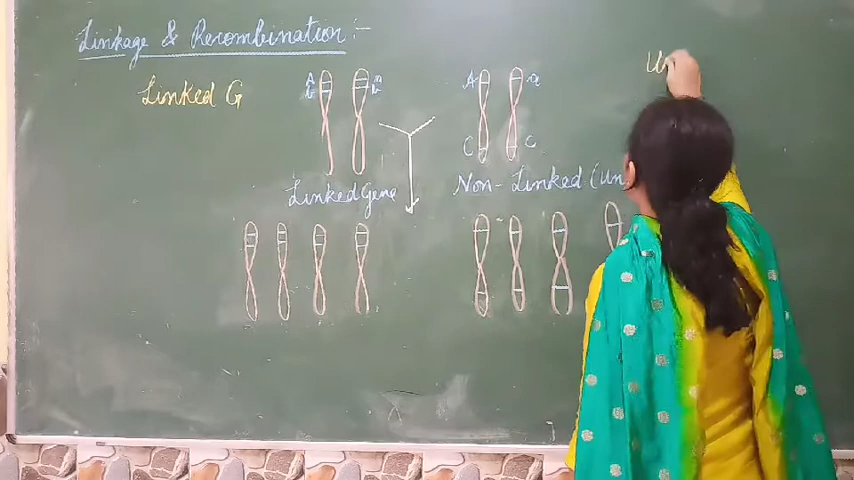 Linkage & Recombination :-
Linked G
A a
b b
A a
C C
Linked Gene
Non-Linked (Un